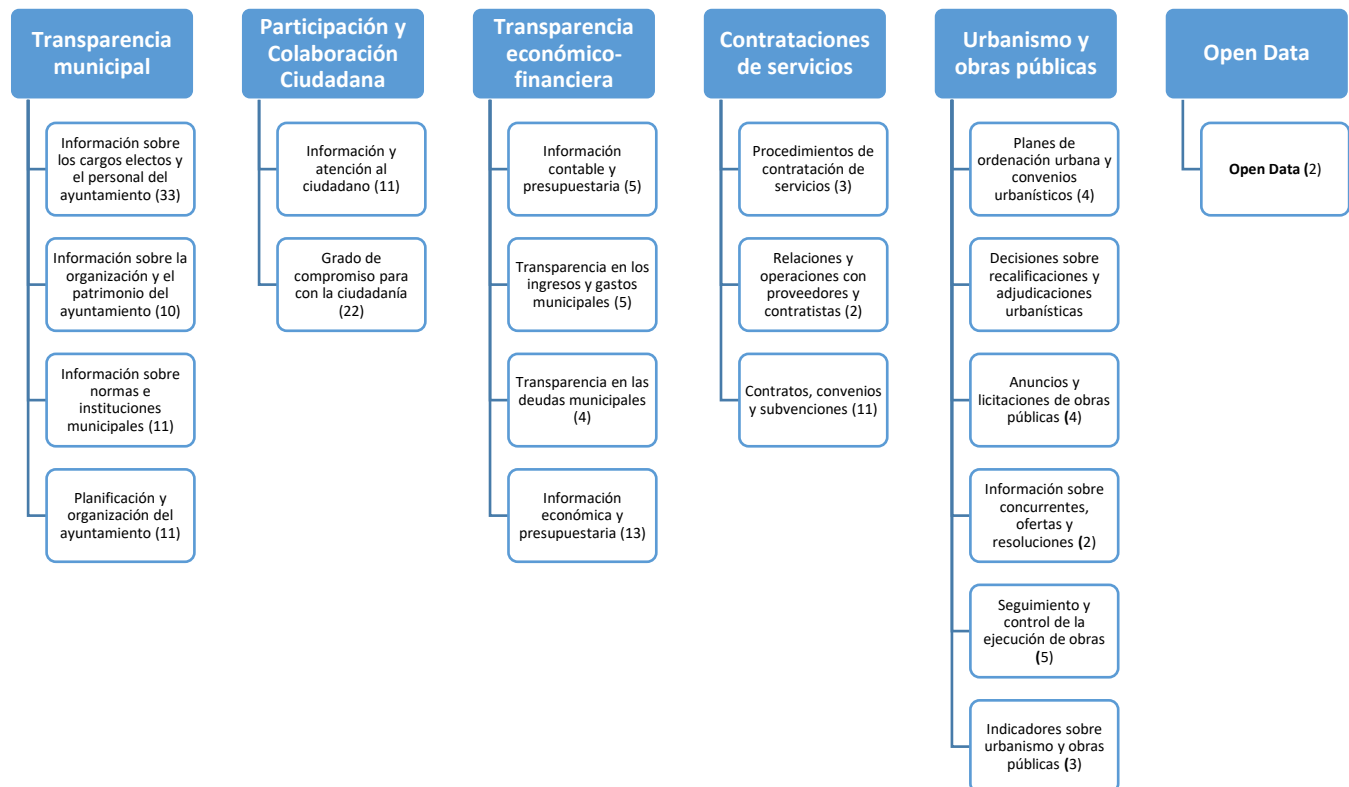 Transparencia
municipal
Información sobre
los cargos electos y
el personal del
ayuntamiento (33)
Información sobre la
organización y el
patrimonio del
ayuntamiento (10)
Información sobre
normas e
instituciones
municipales (11)
Planificación y
organización del
ayuntamiento (11)
Participación y
Colaboración
Ciudadana
Información y
atención al
ciudadano (11)
Grado de
compromiso para
con la ciudadanía
(22)
Transparencia
económico-
financiera
Información
contable y
presupuestaria (5)
Transparencia en los
ingresos y gastos
municipales (5)
Transparencia en las
deudas municipales
(4)
Información
económica y
presupuestaria (13)
Contrataciones
de servicios
Procedimientos de
contratación de
servicios (3)
Relaciones y
operaciones con
proveedores y
contratistas (2)
Contratos, convenios
y subvenciones (11)
Urbanismo y
obras públicas
Planes de
ordenación urbana y
convenios
urbanísticos (4)
Decisiones sobre
recalificaciones y
adjudicaciones
urbanísticas
Anuncios y
licitaciones de obras
públicas (4)
Información sobre
concurrentes,
ofertas y
resoluciones (2)
Seguimiento y
control de la
ejecución de obras
(5)
Indicadores sobre
urbanismo y obras
públicas (3)
Open Data
Open Data (2)